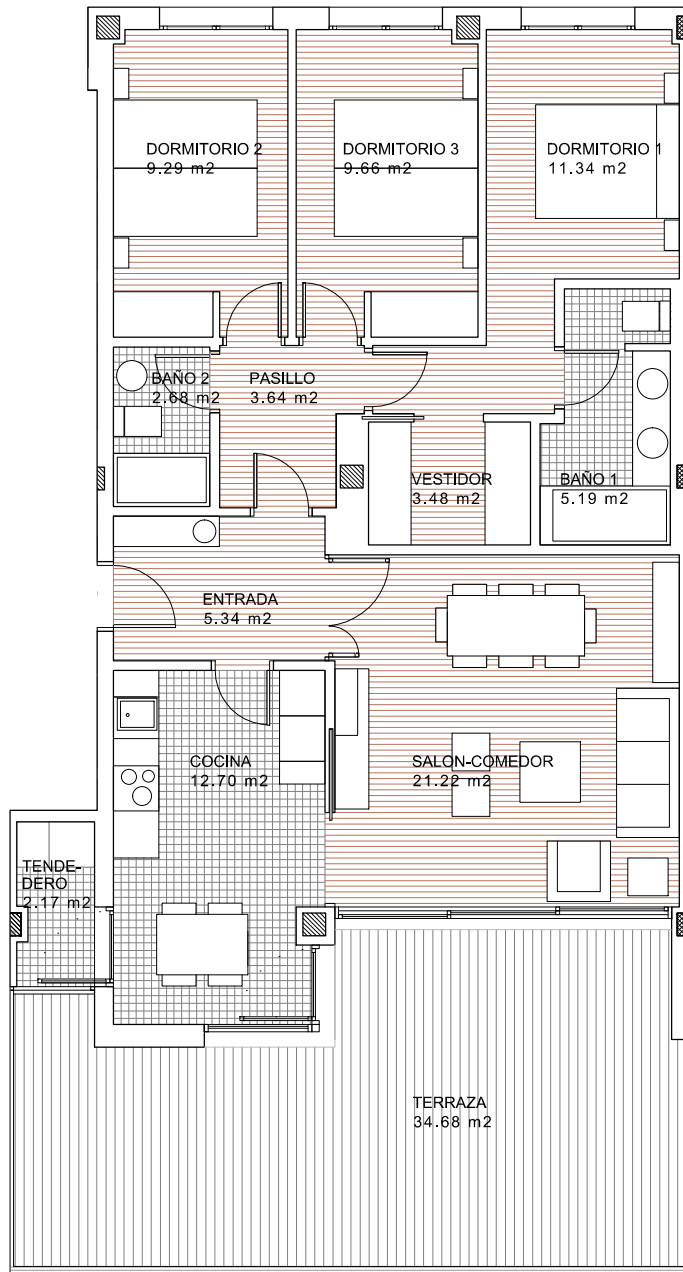 DORMITORIO 2
9.29 m2
DORMITORIO 3
9.66 m2
DORMITORIO 1
11.34 m2
BAÑO 2
2.68 m2
PASILLO
3.64 m2
VESTIDOR
3.48 m2
BAÑO 1
5.19 m2
ENTRADA
5.34 m2
COCINA
12.70 m2
SALON-COMEDOR
21.22 m2
TENDE-
DERO
2.17 m2
TERRAZA
34.68 m2